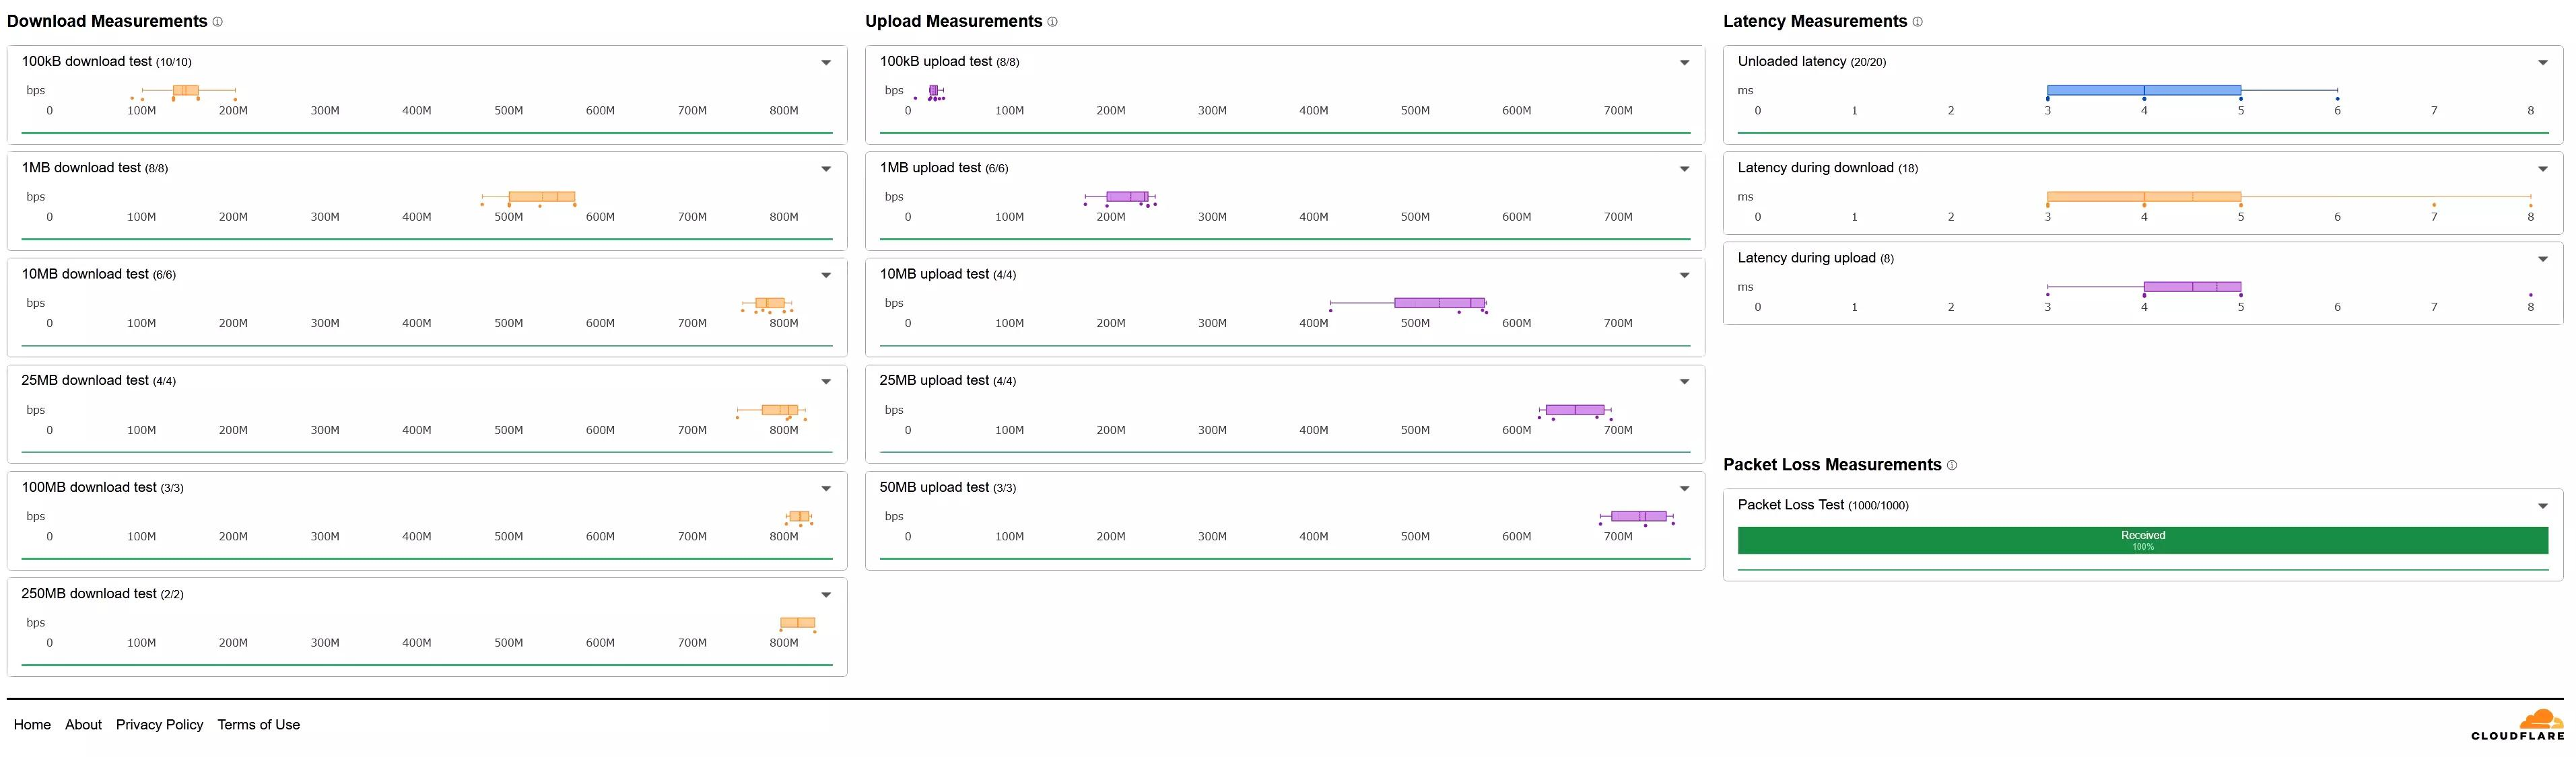 Download Measurements
100kB download test (10/10)
bps
0 100M 200M 300M 400M 500M 600M 700M 800M
1MB download test (8/8)
bps
0 100M 200M 300M 400M 500M 600M 700M 800M
10MB download test (6/6)
bps
0 100M 200M 300M 400M 500M 600M 700M 800M
25MB download test (4/4)
bps
0 100M 200M 300M 400M 500M 600M 700M 800M
100MB download test (3/3)
bps
0 100M 200M 300M 400M 500M 600M 700M 800M
250MB download test (2/2)
bps
0 100M 200M 300M 400M 500M 600M 700M 800M
Upload Measurements
100kB upload test (8/8)
bps
0 100M 200M 300M 400M 500M 600M 700M
1MB upload test (6/6)
bps
0 100M 200M 300M 400M 500M 600M 700M
10MB upload test (4/4)
bps
0 100M 200M 300M 400M 500M 600M 700M
25MB upload test (4/4)
bps
0 100M 200M 300M 400M 500M 600M 700M
50MB upload test (3/3)
bps
0 100M 200M 300M 400M 500M 600M 700M
Latency Measurements
Unloaded latency (20/20)
ms
0 1 2 3 4 5 6 7 8
Latency during download (18)
ms
0 1 2 3 4 5 6 7 8
Latency during upload (8)
ms
0 1 2 3 4 5 6 7 8
Packet Loss Measurements
Packet Loss Test (1000/1000)
Received
100%
Home About Privacy Policy Terms of Use
CLOUDFLARE